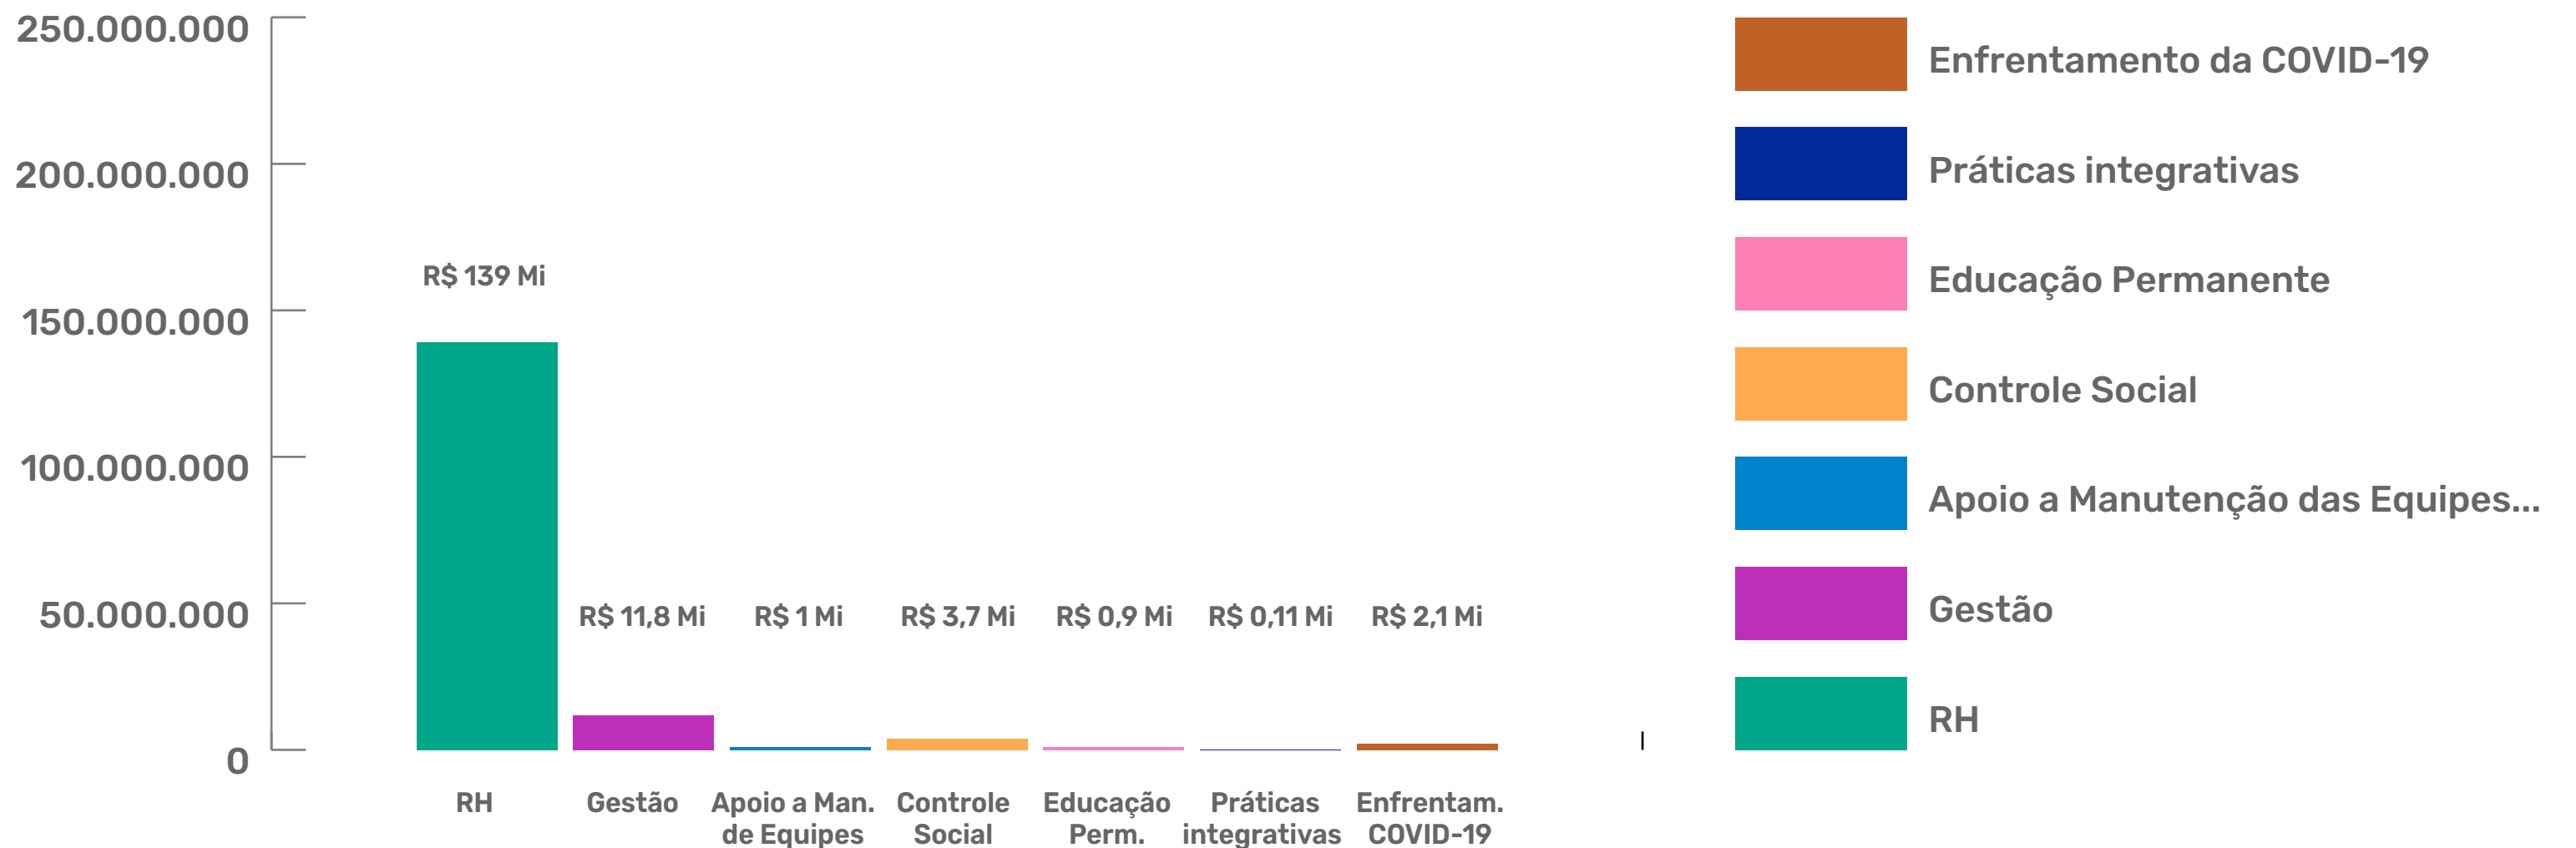 250.000.000
200.000.000
150.000.000
100.000.000
50.000.000
0
R$ 139 Mi
R$ 11,8 Mi
R$ 1 Mi
R$ 3,7 Mi
R$ 0,9 Mi
R$ 0,11 Mi
R$ 2,1 Mi
RH
Gestão
Apoio a Man.
de Equipes
Controle
Social
Educação
Perm.
Práticas
integrativas
Enfrentam.
COVID-19
Enfrentamento da COVID-19
Práticas integrativas
Educação Permanente
Controle Social
Apoio a Manutenção das Equipes...
Gestão
RH